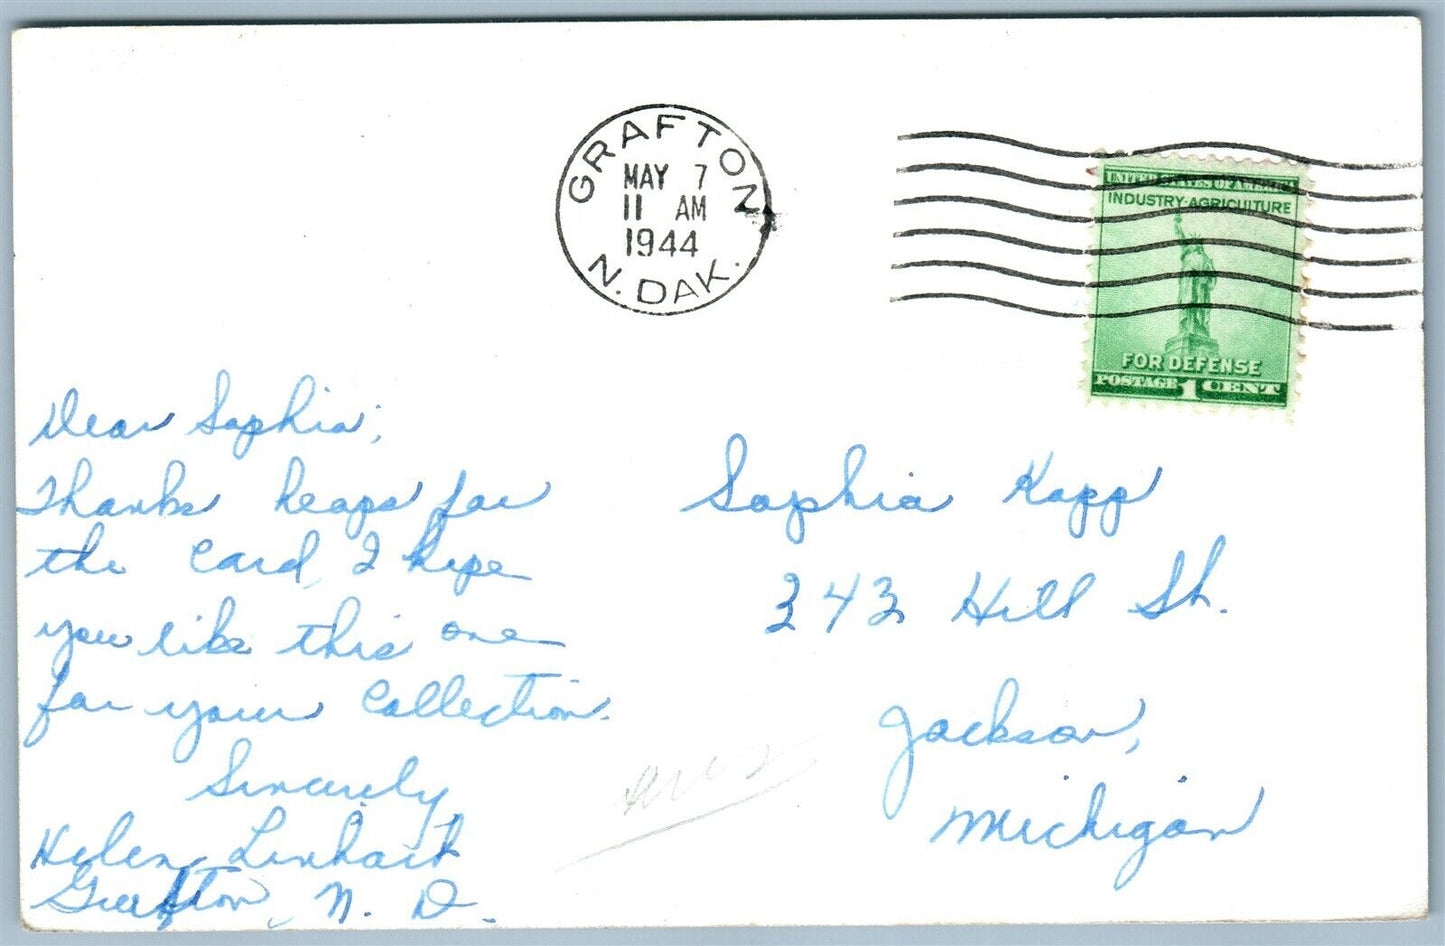 GRAFTON
MAY 7
11 AM
1944
N. DAK.
UNITED STATES OF AMERICA
INDUSTRY-AGRICULTURE
FOR DEFENSE
POSTAGE 1 CENT
Dear Sophia,
Thanks heaps for
the card, I hope
you like this one
for your collection.
Sincerely
Helen Linhart
Grafton, N. D.
Sophia Kapp
343 Hill St.
Jackson,
Michigan